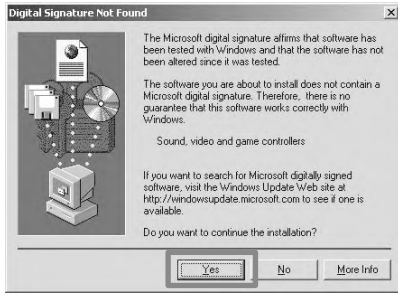 Digital Signature Not Found
The Microsoft digital signature affirms that software has
been tested with Windows and that the software has not
been altered since it was tested.
The software you are about to install does not contain a
Microsoft digital signature. Therefore, there is no
guarantee that this software works correctly with
Windows.
Sound, video and game controllers
If you want to search for Microsoft digitally signed
software, visit the Windows Update Web site at
http://windowsupdate.microsoft.com to see if one is
available.
Do you want to continue the installation?
Yes No More Info